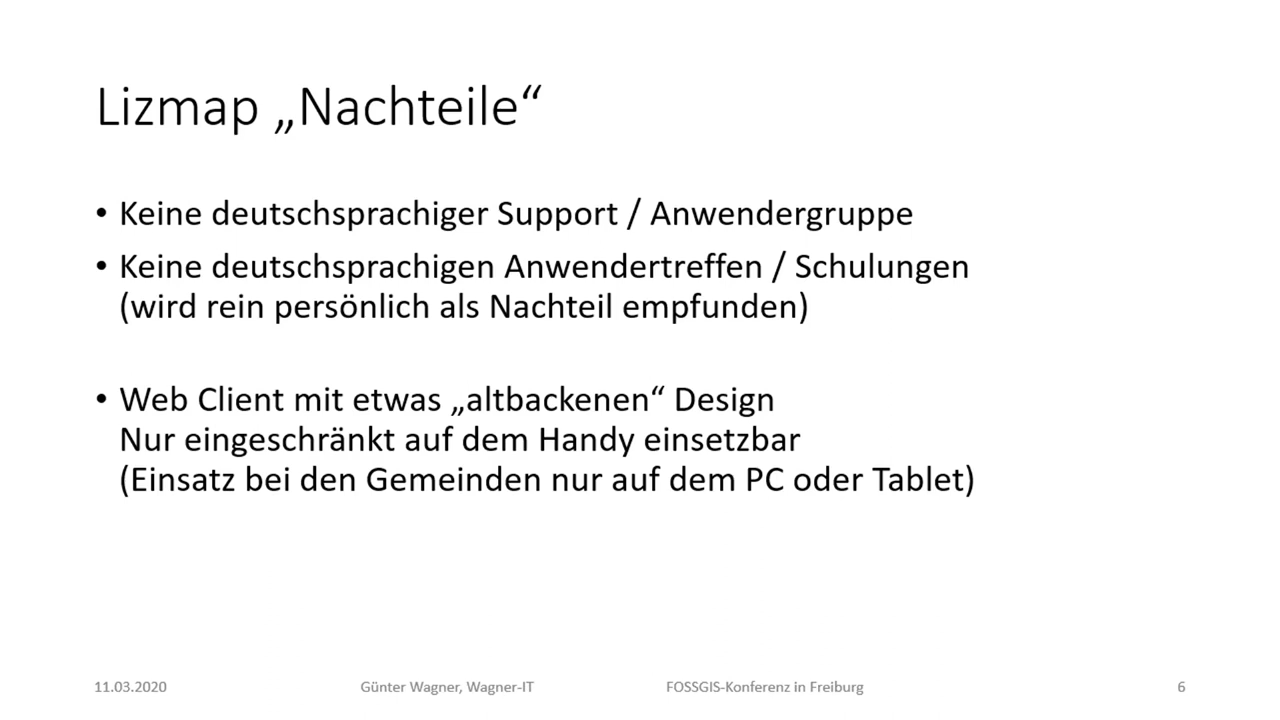 Lizmap „Nachteile“
• Keine deutschsprachiger Support / Anwendergruppe
• Keine deutschsprachigen Anwendertreffen / Schulungen
(wird rein persönlich als Nachteil empfunden)
• Web Client mit etwas „altbackenen“ Design
Nur eingeschränkt auf dem Handy einsetzbar
(Einsatz bei den Gemeinden nur auf dem PC oder Tablet)
11.03.2020 Günter Wagner, Wagner-IT FOSSGIS-Konferenz in Freiburg 6